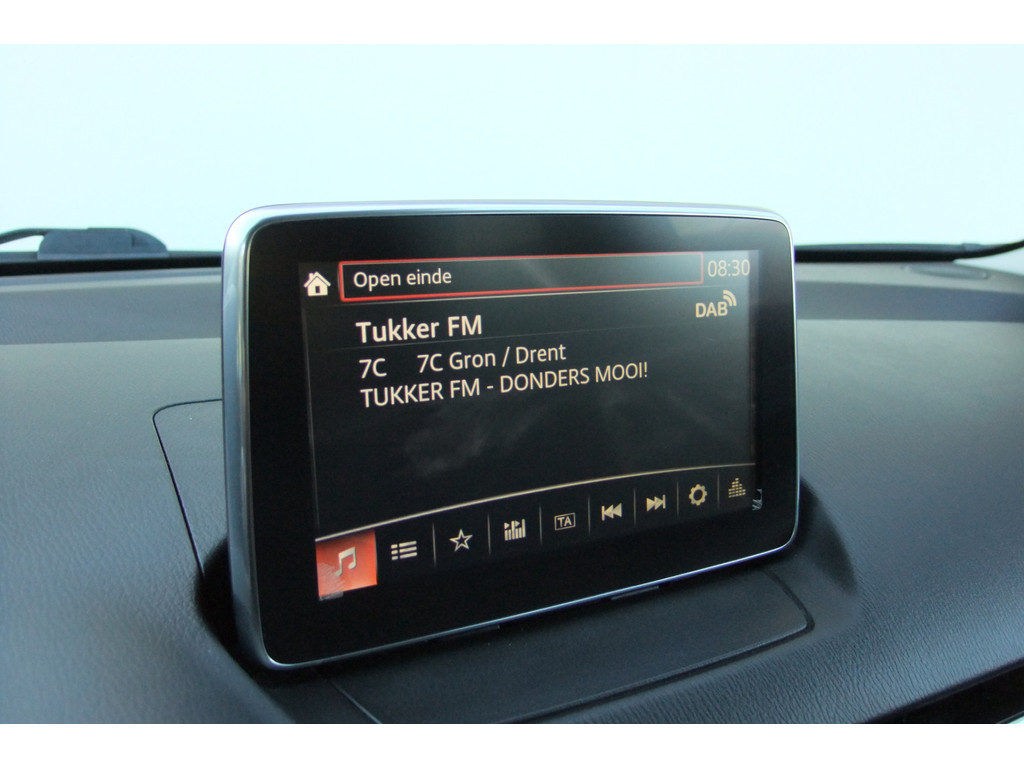 Open einde
08:30
DAB
Tukker FM
7C 7C Gron / Drent
TUKKER FM - DONDERS MOOI!
TA